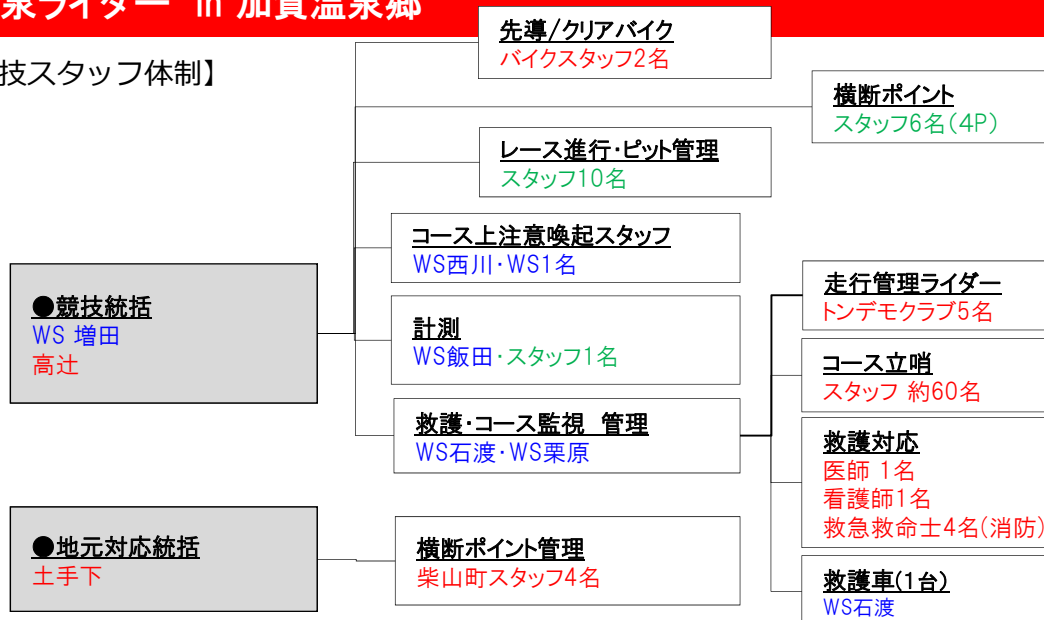 泉ライダー in 加賀温泉郷
技スタッフ体制】
先導/クリアバイク
バイクスタッフ2名
横断ポイント
スタッフ6名(4P)
レース進行・ピット管理
スタッフ10名
コース上注意喚起スタッフ
WS西川・WS1名
●競技統括
WS 増田
高辻
計測
WS飯田・スタッフ1名
救護・コース監視 管理
WS石渡・WS栗原
走行管理ライダー
トンデモクラブ5名
コース立哨
スタッフ 約60名
救護対応
医師 1名
看護師1名
救急救命士4名(消防)
救護車(1台)
WS石渡
●地元対応統括
土手下
横断ポイント管理
柴山町スタッフ4名